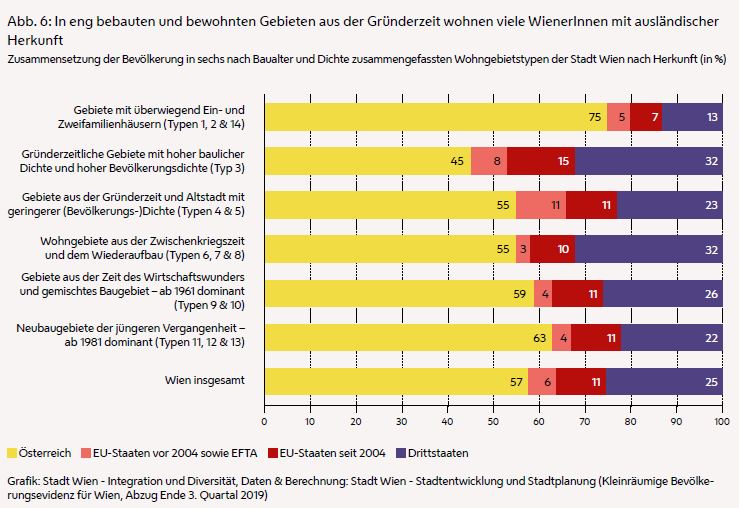 Abb. 6: In eng bebauten und bewohnten Gebieten aus der Gründerzeit wohnen viele WienerInnen mit ausländischer
Herkunft
Zusammensetzung der Bevölkerung in sechs nach Baualter und Dichte zusammengefassten Wohngebietstypen der Stadt Wien nach Herkunft (in %)
Gebiete mit überwiegend Ein- und
Zweifamilienhäusern (Typen 1, 2 & 14)
75 5 7 13
Gründerzeitliche Gebiete mit hoher baulicher
Dichte und hoher Bevölkerungsdichte (Typ 3)
45 8 15 32
Gebiete aus der Gründerzeit und Altstadt mit
geringerer (Bevölkerungs-)Dichte (Typen 4 & 5)
55 11 11 23
Wohngebiete aus der Zwischenkriegszeit
und dem Wiederaufbau (Typen 6, 7 & 8)
55 3 10 32
Gebiete aus der Zeit des Wirtschaftswunders
und gemischtes Baugebiet – ab 1961 dominant
(Typen 9 & 10)
59 4 11 26
Neubaugebiete der jüngeren Vergangenheit –
ab 1981 dominant (Typen 11, 12 & 13)
63 4 11 22
Wien insgesamt
57 6 11 25
0 10 20 30 40 50 60 70 80 90 100
Österreich EU-Staaten vor 2004 sowie EFTA EU-Staaten seit 2004 Drittstaaten
Grafik: Stadt Wien - Integration und Diversität, Daten & Berechnung: Stadt Wien - Stadtentwicklung und Stadtplanung (Kleinräumige Bevölke-
rungsevidenz für Wien, Abzug Ende 3. Quartal 2019)